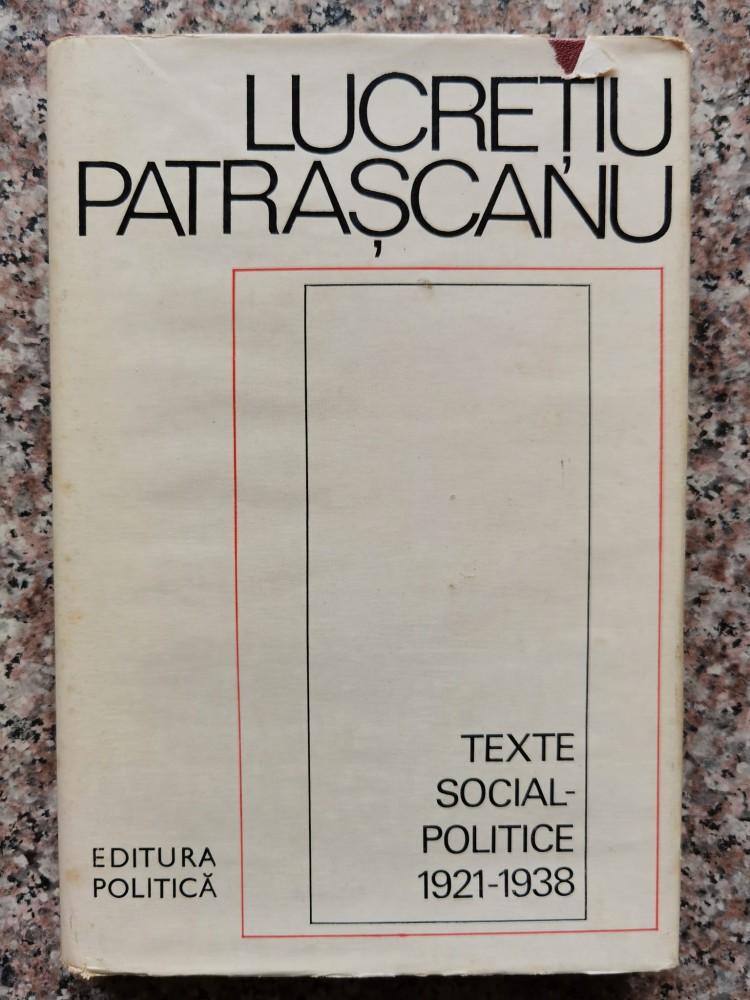 LUCREȚIU
PATRAȘCANU
TEXTE
SOCIAL-
POLITICE
1921-1938
EDITURA
POLITICĂ